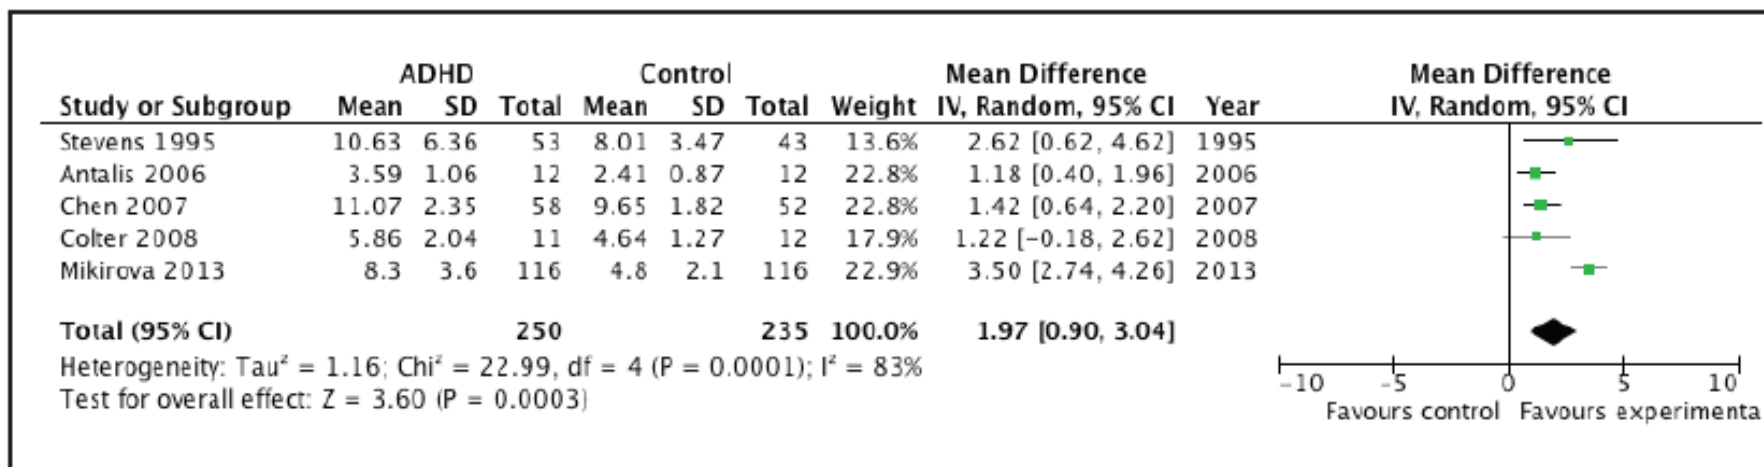 ADHD Control Mean Difference Mean Difference
Study or Subgroup Mean SD Total Mean SD Total Weight IV, Random, 95% CI Year IV, Random, 95% CI
Stevens 1995 10.63 6.36 53 8.01 3.47 43 13.6% 2.62 [0.62, 4.62] 1995
Antalis 2006 3.59 1.06 12 2.41 0.87 12 22.8% 1.18 [0.40, 1.96] 2006
Chen 2007 11.07 2.35 58 9.65 1.82 52 22.8% 1.42 [0.64, 2.20] 2007
Colter 2008 5.86 2.04 11 4.64 1.27 12 17.9% 1.22 [−0.18, 2.62] 2008
Mikirova 2013 8.3 3.6 116 4.8 2.1 116 22.9% 3.50 [2.74, 4.26] 2013
Total (95% CI) 250 235 100.0% 1.97 [0.90, 3.04]
Heterogeneity: Tau² = 1.16; Chi² = 22.99, df = 4 (P = 0.0001); I² = 83%
Test for overall effect: Z = 3.60 (P = 0.0003)
−10 −5 0 5 10
Favours control Favours experimenta